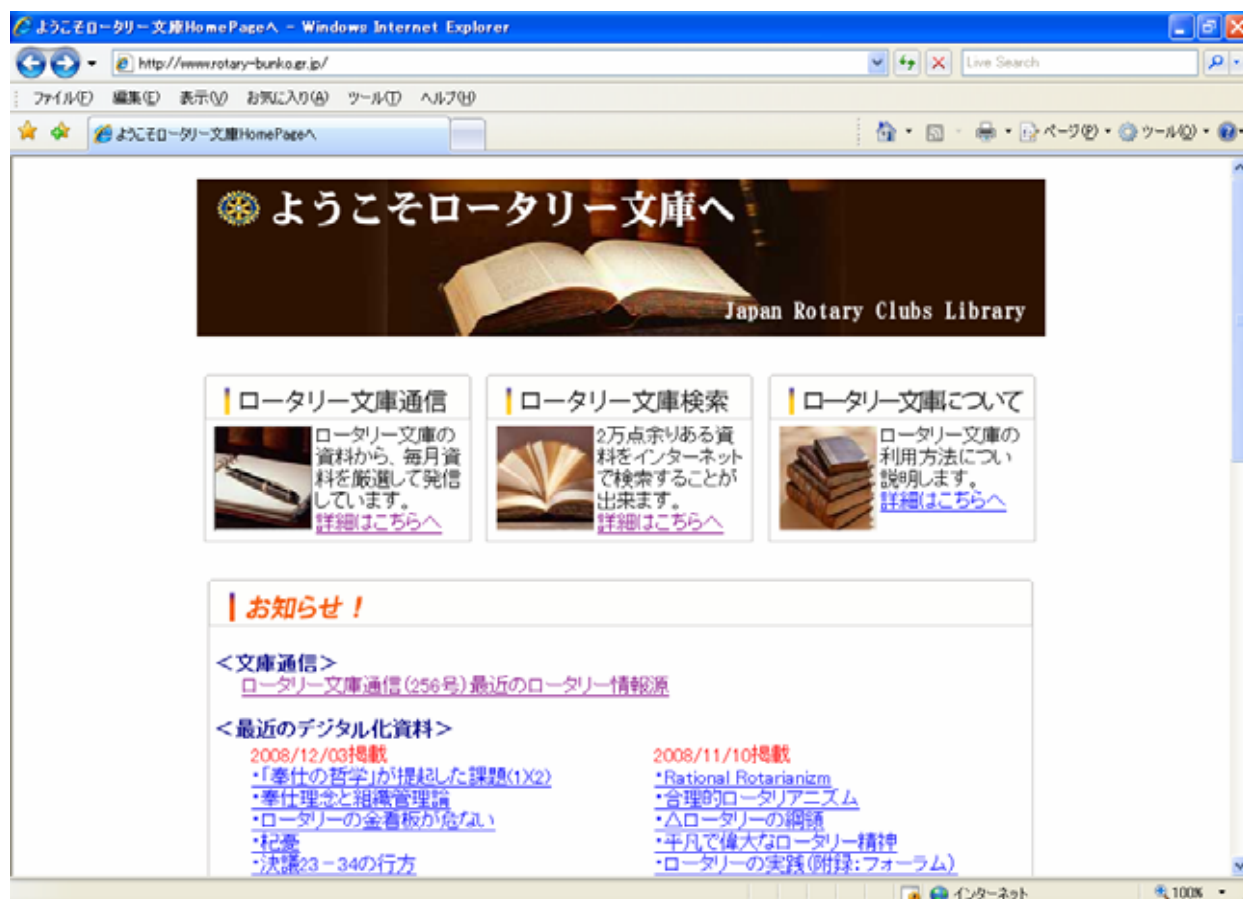 ようこそロータリー文庫HomePageへ - Windows Internet Explorer
http://www.rotary-bunko.gr.jp/
Live Search
ファイル(F) 編集(E) 表示(V) お気に入り(A) ツール(T) ヘルプ(H)
ようこそロータリー文庫HomePageへ
ページ(P) ツール(O)
ようこそロータリー文庫へ
Japan Rotary Clubs Library
ロータリー文庫通信
ロータリー文庫の
資料から、毎月資
料を厳選して発信
しています。
詳細はこちらへ
ロータリー文庫検索
2万点余りある資
料をインターネット
で検索することが
出来ます。
詳細はこちらへ
ロータリー文庫について
ロータリー文庫の
利用方法につい
説明します。
詳細はこちらへ
お知らせ！
＜文庫通信＞
ロータリー文庫通信(256号)最近のロータリー情報源
＜最近のデジタル化資料＞
2008/12/03掲載
・「奉仕の哲学」が提起した課題(1)(2)
・奉仕理念と組織管理論
・ロータリーの金看板が危ない
・杞憂
・決議23－34の行方
2008/11/10掲載
・Rational Rotarianizm
・合理的ロータリアニズム
・△ロータリーの綱領
・平凡で偉大なロータリー精神
・ロータリーの実践(附録:フォーラム)
インターネット
100%